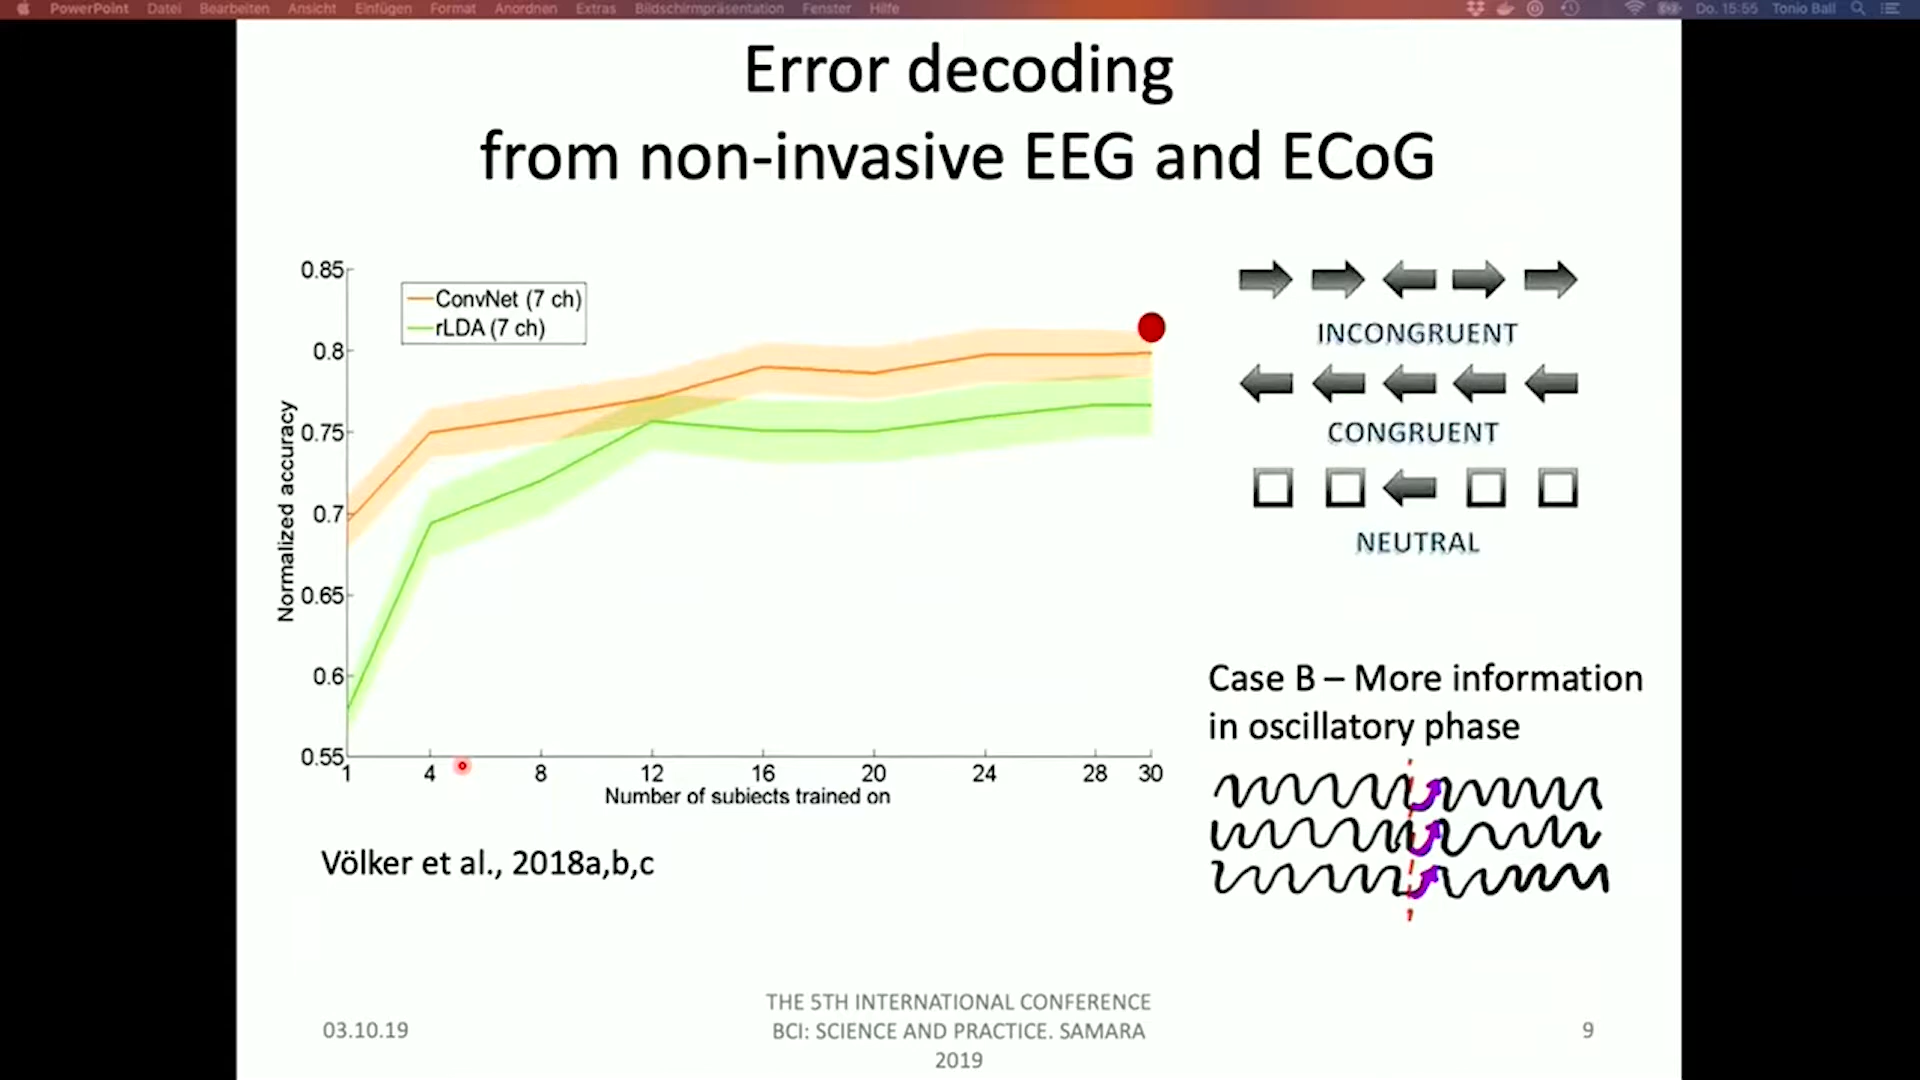 PowerPoint Datei Bearbeiten Ansicht Einfügen Format Anordnen Extras Bildschirmpräsentation Fenster Hilfe Do. 15:55 Tonio Ball
Error decoding
from non-invasive EEG and ECoG
0.85
0.8
0.75
0.7
0.65
0.6
0.55
Normalized accuracy
ConvNet (7 ch)
rLDA (7 ch)
1 4 8 12 16 20 24 28 30
Number of subjects trained on
INCONGRUENT
CONGRUENT
NEUTRAL
Case B – More information
in oscillatory phase
Völker et al., 2018a,b,c
03.10.19
THE 5TH INTERNATIONAL CONFERENCE
BCI: SCIENCE AND PRACTICE. SAMARA
2019
9